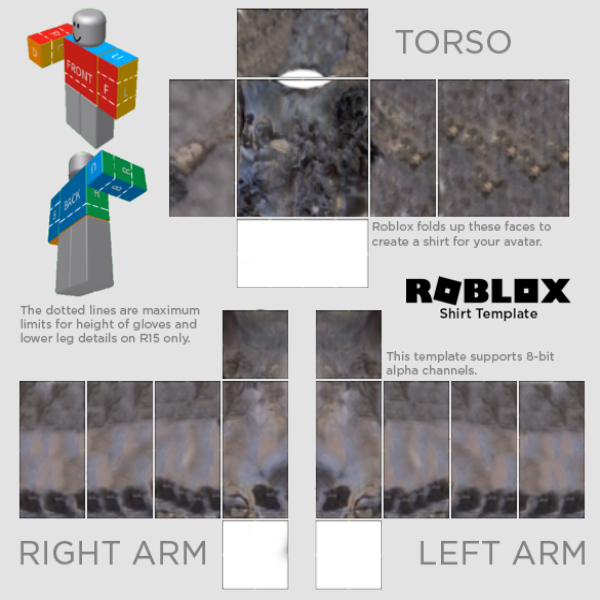 TORSO
FRONT
F
L
D
R
U
BACK
U
R
B
Roblox folds up these faces to
create a shirt for your avatar.
ROBLOX
Shirt Template
The dotted lines are maximum
limits for height of gloves and
lower leg details on R15 only.
This template supports 8-bit
alpha channels.
RIGHT ARM
LEFT ARM